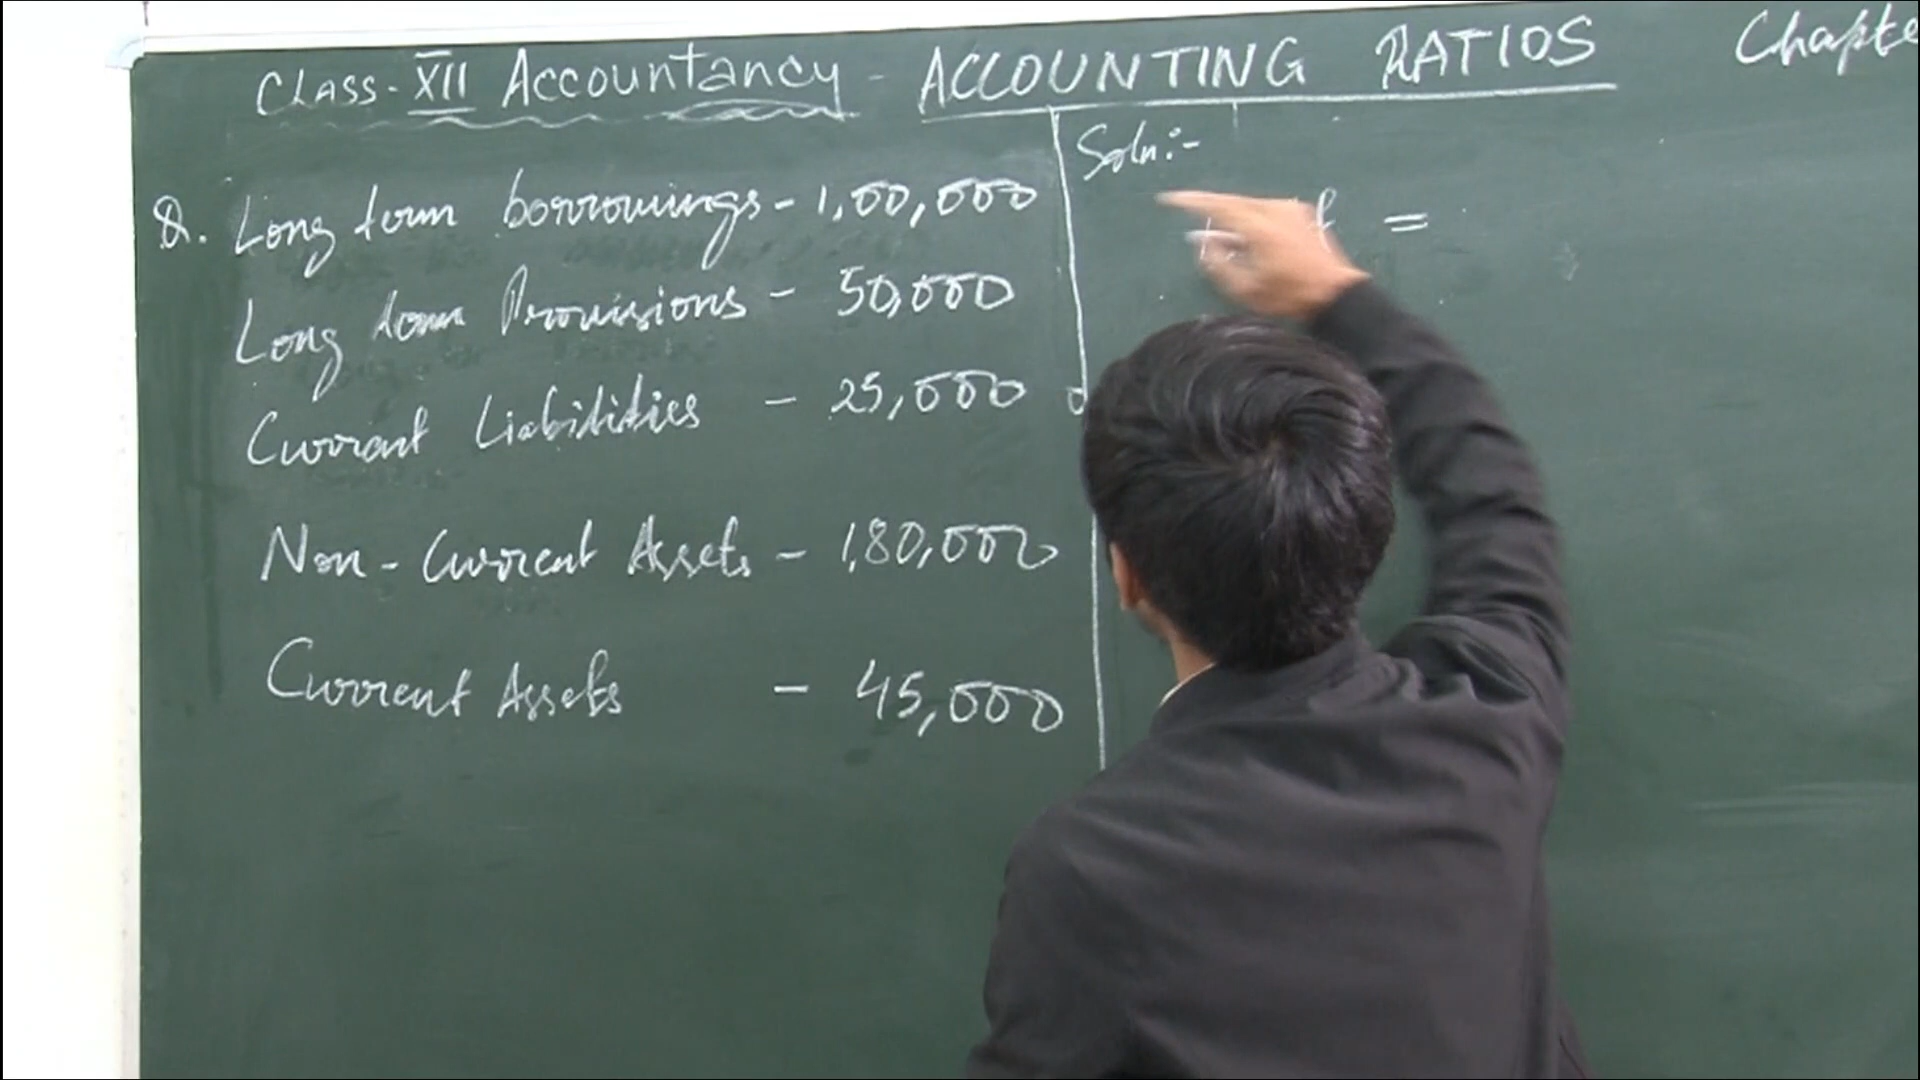 CLASS-XII Accountancy - ACCOUNTING RATIOS Chapte
Q. Long term borrowings - 1,00,000
Long term Provisions - 50,000
Current Liabilities - 25,000
Non-Current Assets - 1,80,000
Current Assets - 45,000
Soln:-
=